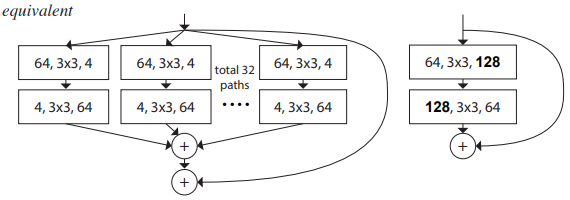 equivalent
64, 3x3, 4
64, 3x3, 4
total 32
paths
....
64, 3x3, 4
4, 3x3, 64
4, 3x3, 64
4, 3x3, 64
+
+
64, 3x3, 128
128, 3x3, 64
+